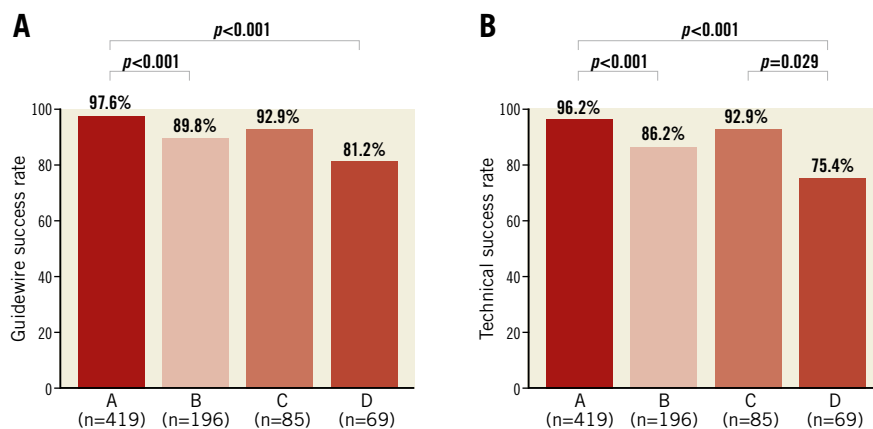 A
p<0.001
p<0.001
Guidewire success rate
100
80
60
40
20
0
97.6%
89.8%
92.9%
81.2%
A
(n=419)
B
(n=196)
C
(n=85)
D
(n=69)
B
p<0.001
p<0.001
p=0.029
Technical success rate
100
80
60
40
20
0
96.2%
86.2%
92.9%
75.4%
A
(n=419)
B
(n=196)
C
(n=85)
D
(n=69)